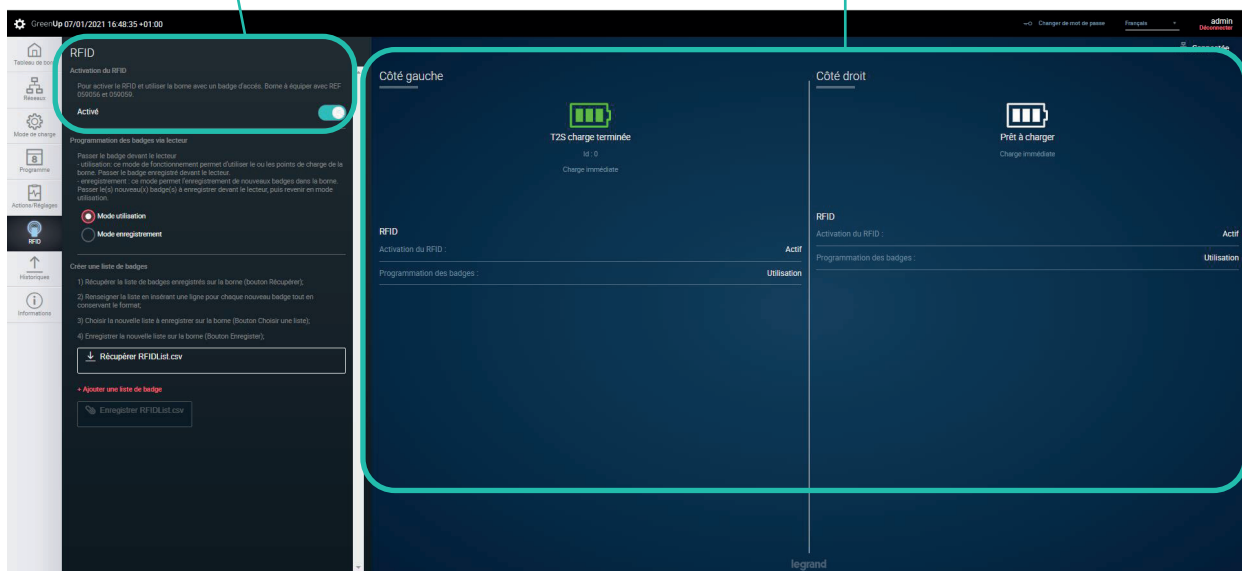 GreenUp 07/01/2021 16:48:35 +01:00
Changer de mot de passe
Français
admin
Déconnecter
Tableau de bord
Réseaux
Mode de charge
8
Programme
Actions/Réglages
RFID
Historiques
Informations
RFID
Activation du RFID
Pour activer le RFID et utiliser la borne avec un badge d'accès. Borne à équiper avec REF
059056 et 059059.
Activé
Programmation des badges via lecteur
Passer le badge devant le lecteur
- utilisation: ce mode de fonctionnement permet d'utiliser le ou les points de charge de la
borne. Passer le badge enregistré devant le lecteur.
- enregistrement : ce mode permet l'enregistrement de nouveaux badges dans la borne.
Passer le(s) nouveau(x) badge(s) à enregistrer devant le lecteur, puis revenir en mode
utilisation.
Mode utilisation
Mode enregistrement
Créer une liste de badges
1) Récupérer la liste de badges enregistrés sur la borne (bouton Récupérer);
2) Renseigner la liste en insérant une ligne pour chaque nouveau badge tout en
conservant le format;
3) Choisir la nouvelle liste à enregistrer sur la borne (Bouton Choisir une liste);
4) Enregistrer la nouvelle liste sur la borne (Bouton Enregister);
Récupérer RFIDList.csv
+ Ajouter une liste de badge
Enregistrer RFIDList.csv
Connectée
Côté gauche
T2S charge terminée
Id : 0
Charge immédiate
RFID
Activation du RFID : Actif
Programmation des badges : Utilisation
Côté droit
Prêt à charger
Charge immédiate
RFID
Activation du RFID : Actif
Programmation des badges : Utilisation
legrand